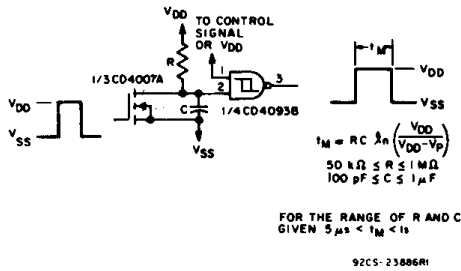 VDD
TO CONTROL
SIGNAL
OR VDD
R
1/3CD4007A
1
2
3
C
1/4CD4093B
VSS
VDD
VSS
tM
VDD
VSS
tM = RC ln (VDD / VDD-VP)
50 kΩ ≤ R ≤ 1 MΩ
100 pF ≤ C ≤ 1 μF
FOR THE RANGE OF R AND C
GIVEN 5 μs < tM < 1s
92CS-23886R1